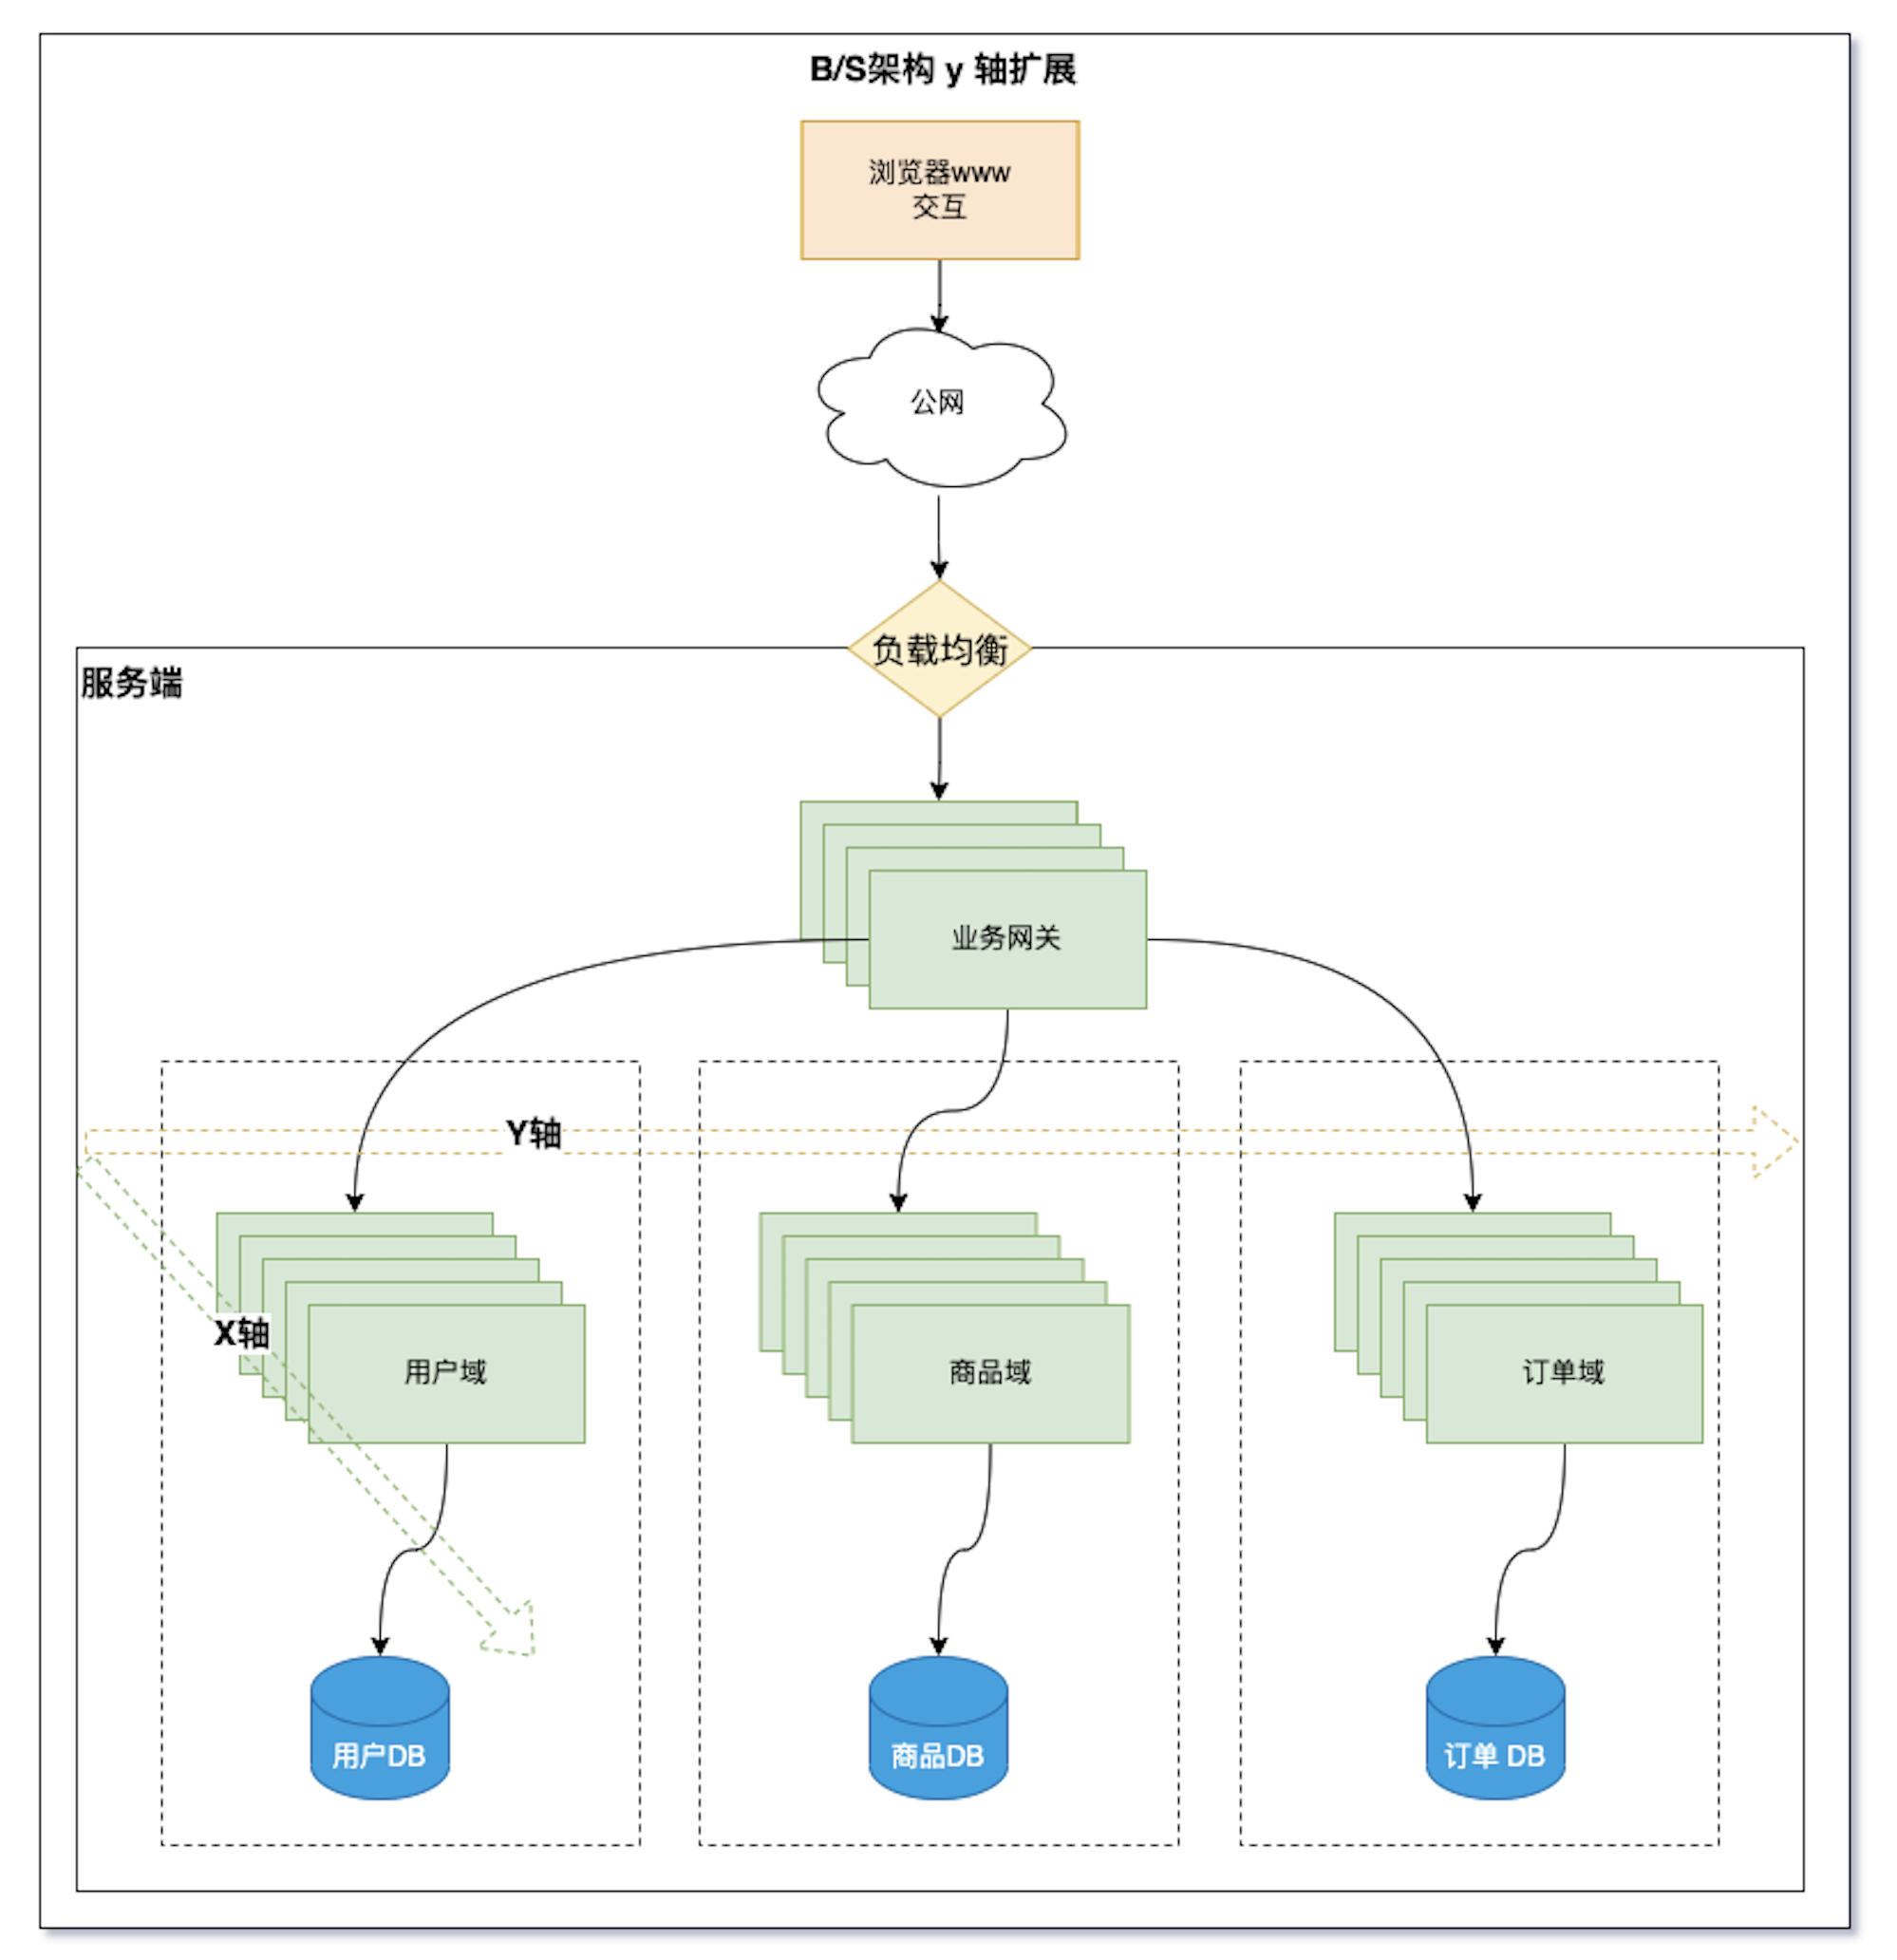 B/S架构 y 轴扩展
浏览器www
交互
公网
负载均衡
服务端
业务网关
Y轴
X轴
用户域
商品域
订单域
用户DB
商品DB
订单 DB